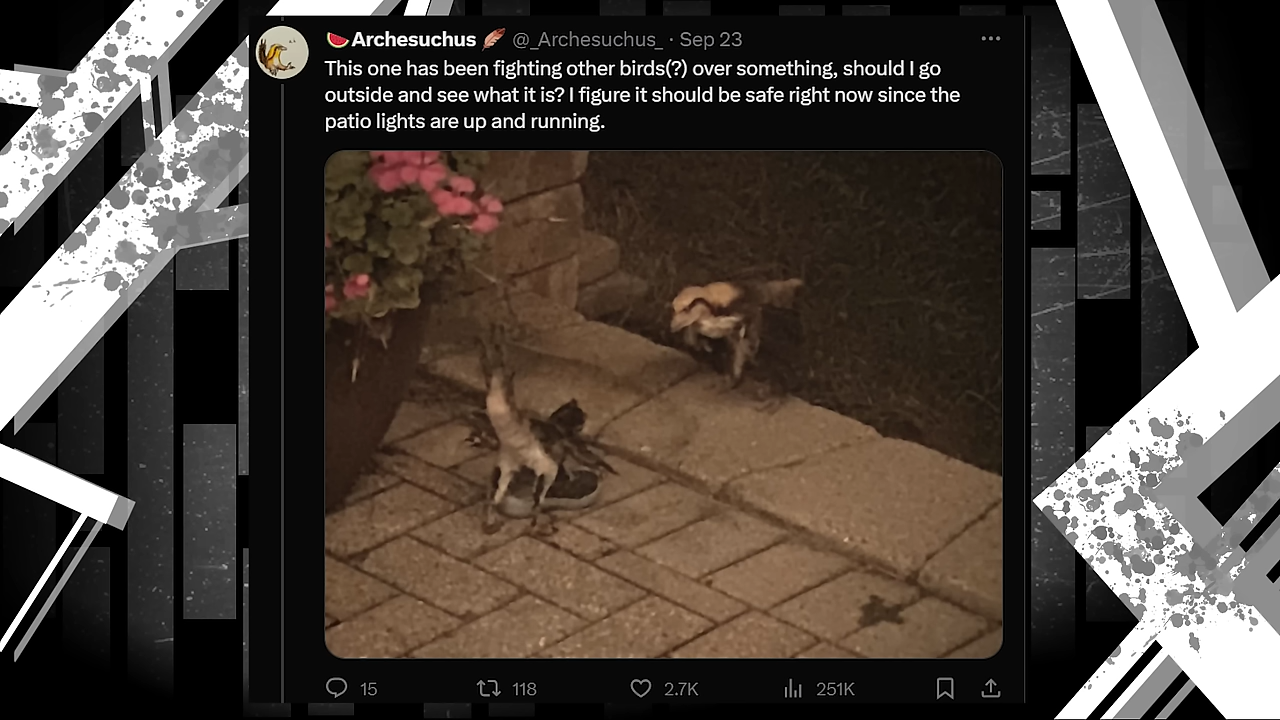 🍉Archesuchus 🪶 @_Archesuchus_ · Sep 23
This one has been fighting other birds(?) over something, should I go
outside and see what it is? I figure it should be safe right now since the
patio lights are up and running.
15 118 2.7K 251K